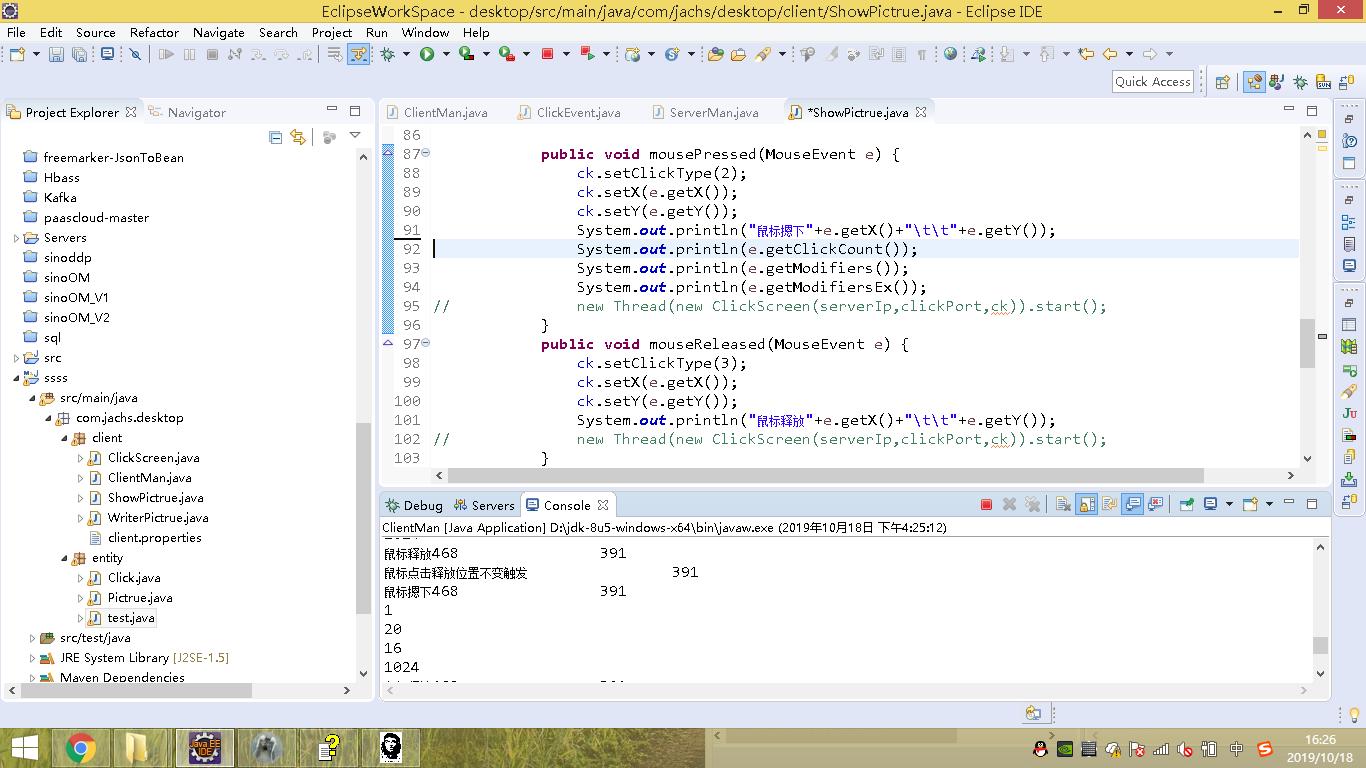 EclipseWorkSpace - desktop/src/main/java/com/jachs/desktop/client/ShowPictrue.java - Eclipse IDE
File Edit Source Refactor Navigate Search Project Run Window Help
Quick Access
Project Explorer Navigator
freemarker-JsonToBean
Hbass
Kafka
paascloud-master
Servers
sinoddp
sinoOM
sinoOM_V1
sinoOM_V2
sql
src
ssss
src/main/java
com.jachs.desktop
client
ClickScreen.java
ClientMan.java
ShowPictrue.java
WriterPictrue.java
client.properties
entity
Click.java
Pictrue.java
test.java
src/test/java
JRE System Library [J2SE-1.5]
Maven Dependencies
ClientMan.java ClickEvent.java ServerMan.java *ShowPictrue.java
86
87 public void mousePressed(MouseEvent e) {
88 ck.setClickType(2);
89 ck.setX(e.getX());
90 ck.setY(e.getY());
91 System.out.println("鼠标摁下"+e.getX()+"\t\t"+e.getY());
92 System.out.println(e.getClickCount());
93 System.out.println(e.getModifiers());
94 System.out.println(e.getModifiersEx());
95 // new Thread(new ClickScreen(serverIp,clickPort,ck)).start();
96 }
97 public void mouseReleased(MouseEvent e) {
98 ck.setClickType(3);
99 ck.setX(e.getX());
100 ck.setY(e.getY());
101 System.out.println("鼠标释放"+e.getX()+"\t\t"+e.getY());
102 // new Thread(new ClickScreen(serverIp,clickPort,ck)).start();
103 }
Debug Servers Console
ClientMan [Java Application] D:\jdk-8u5-windows-x64\bin\javaw.exe (2019年10月18日 下午4:25:12)
鼠标释放468 391
鼠标点击释放位置不变触发 391
鼠标摁下468 391
1
20
16
1024
Java EE
IDE
中
16:26
2019/10/18